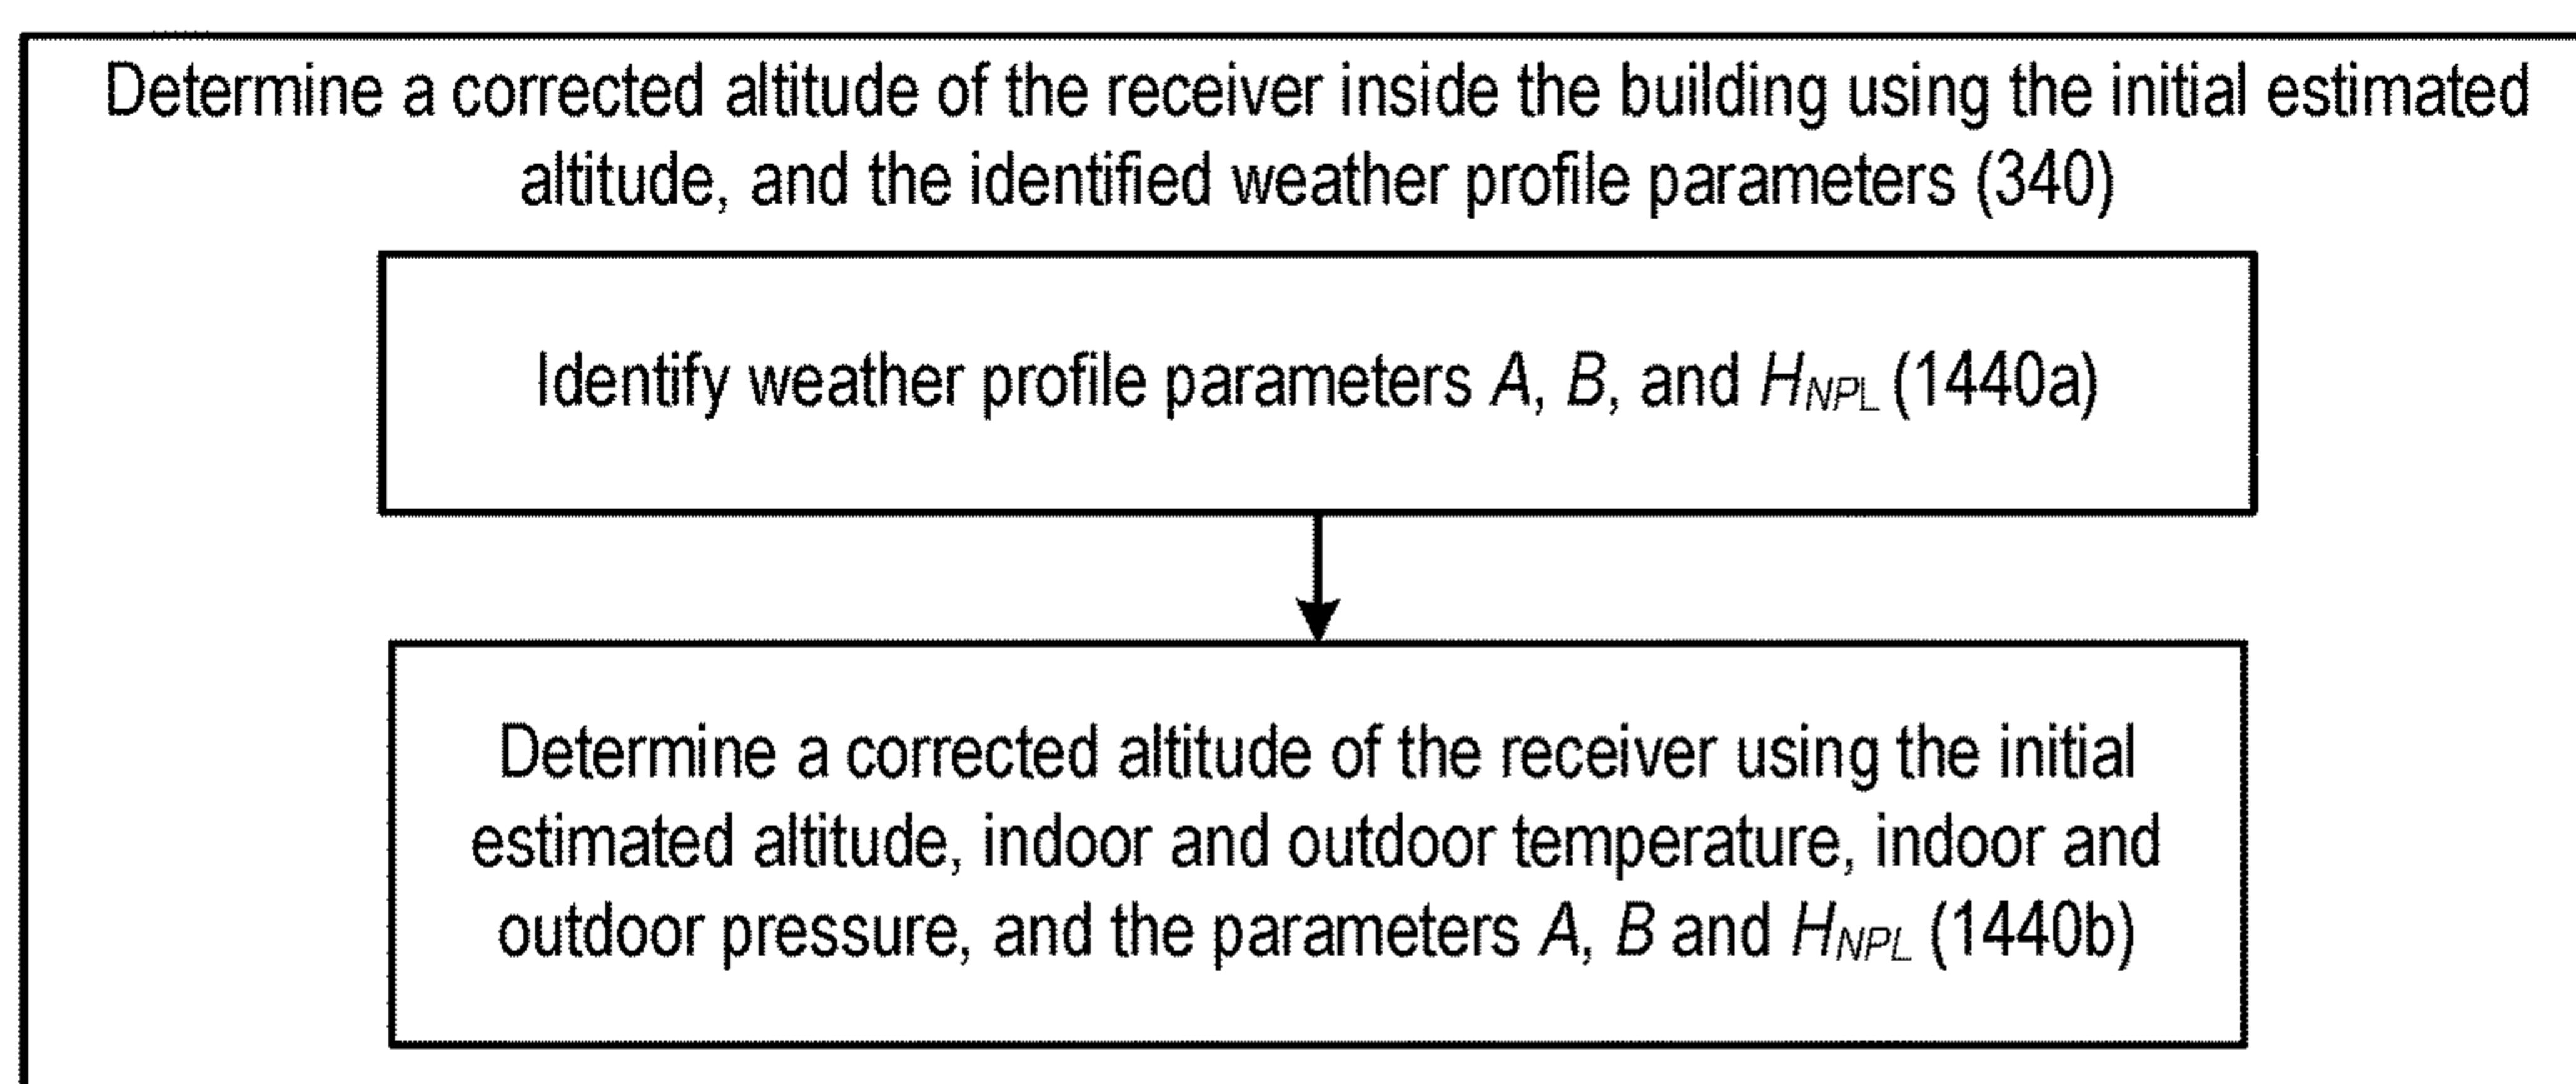 Determine a corrected altitude of the receiver inside the building using the initial estimated
altitude, and the identified weather profile parameters (340)
Identify weather profile parameters A, B, and H_NPL (1440a)
Determine a corrected altitude of the receiver using the initial
estimated altitude, indoor and outdoor temperature, indoor and
outdoor pressure, and the parameters A, B and H_NPL (1440b)